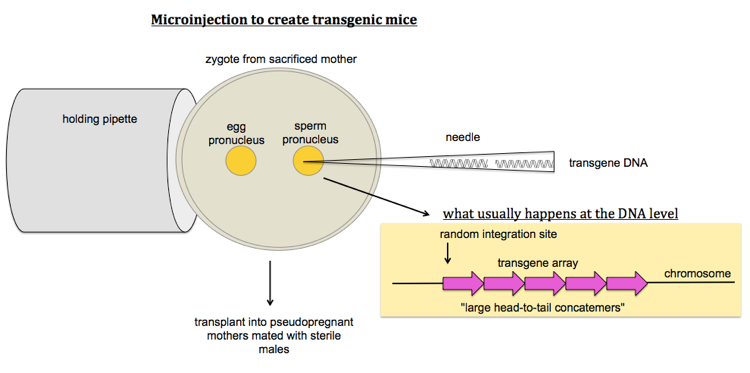 Microinjection to create transgenic mice
zygote from sacrificed mother
holding pipette
egg
pronucleus
sperm
pronucleus
needle
transgene DNA
what usually happens at the DNA level
random integration site
transgene array
chromosome
"large head-to-tail concatemers"
transplant into pseudopregnant
mothers mated with sterile
males